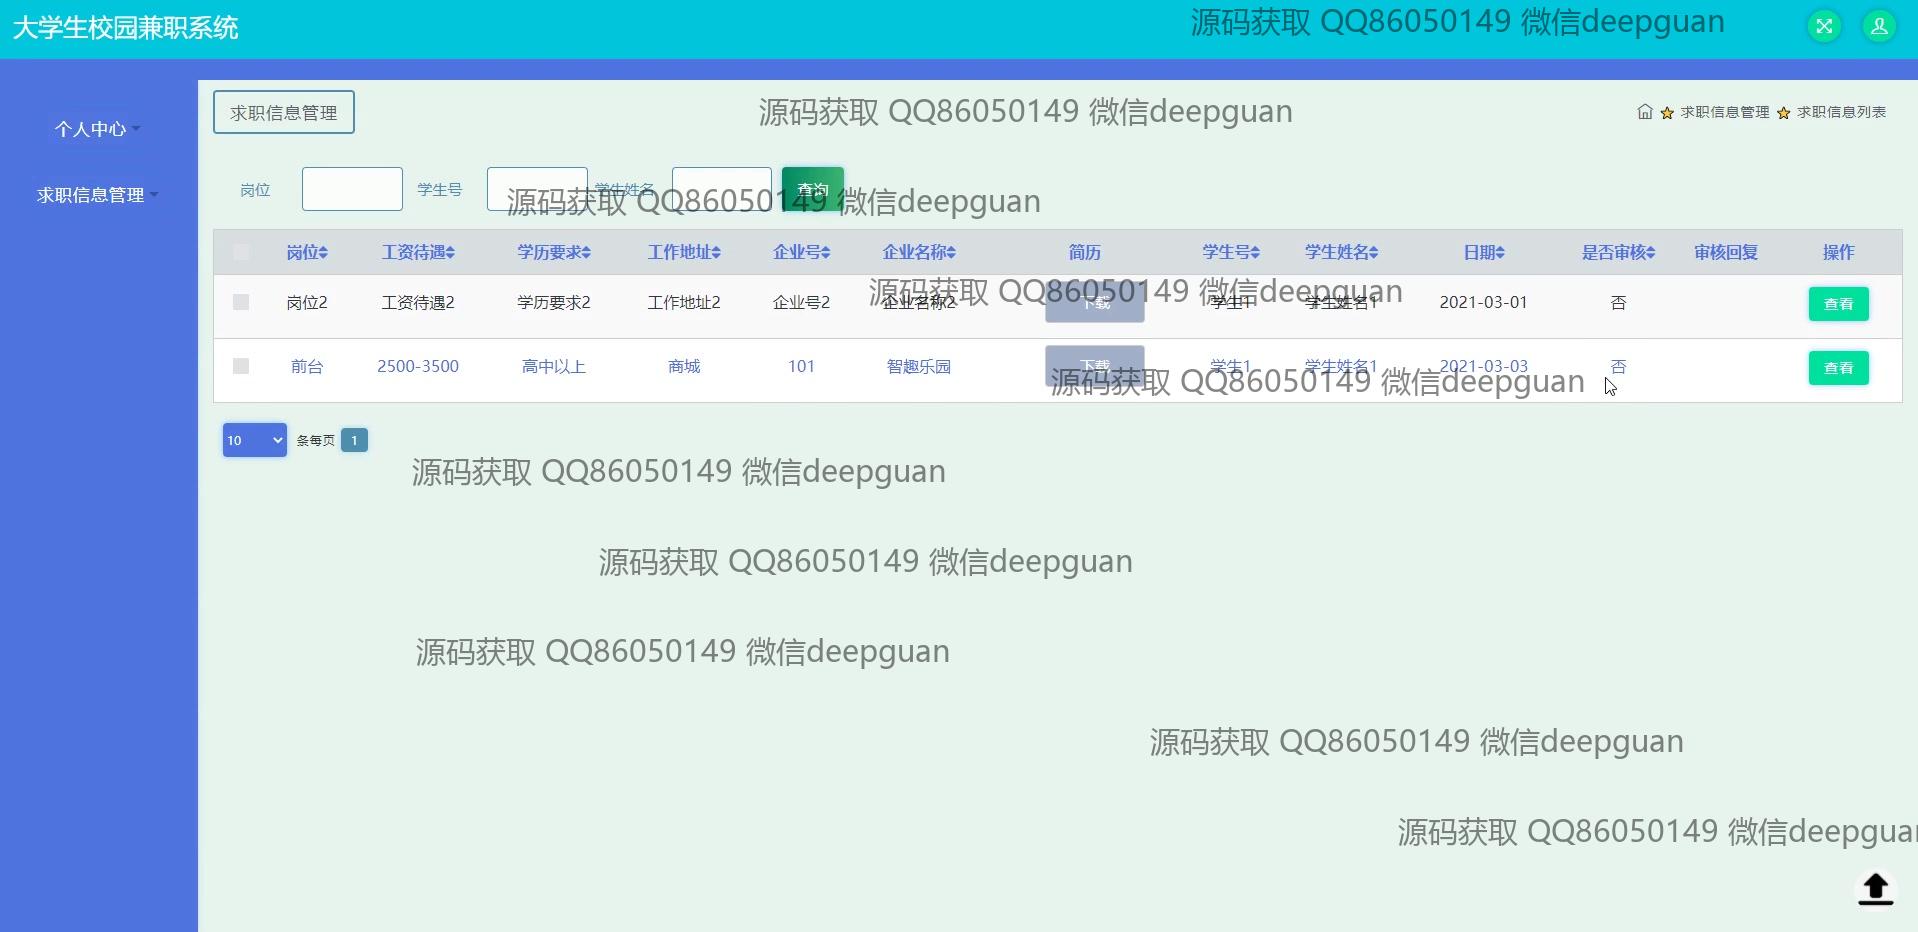 大学生校园兼职系统
源码获取 QQ86050149 微信deepguan
个人中心
求职信息管理
求职信息管理
源码获取 QQ86050149 微信deepguan
求职信息管理 求职信息列表
岗位 学生号 学生姓名 查询
源码获取 QQ86050149 微信deepguan
岗位 工资待遇 学历要求 工作地址 企业号 企业名称 简历 学生号 学生姓名 日期 是否审核 审核回复 操作
源码获取 QQ86050149 微信deepguan
岗位2 工资待遇2 学历要求2 工作地址2 企业号2 企业名称2 下载 学生1 学生姓名1 2021-03-01 否 查看
前台 2500-3500 高中以上 商城 101 智趣乐园 下载 学生1 学生姓名1 2021-03-03 否 查看
源码获取 QQ86050149 微信deepguan
10 条每页 1
源码获取 QQ86050149 微信deepguan
源码获取 QQ86050149 微信deepguan
源码获取 QQ86050149 微信deepguan
源码获取 QQ86050149 微信deepguan
源码获取 QQ86050149 微信deepguan